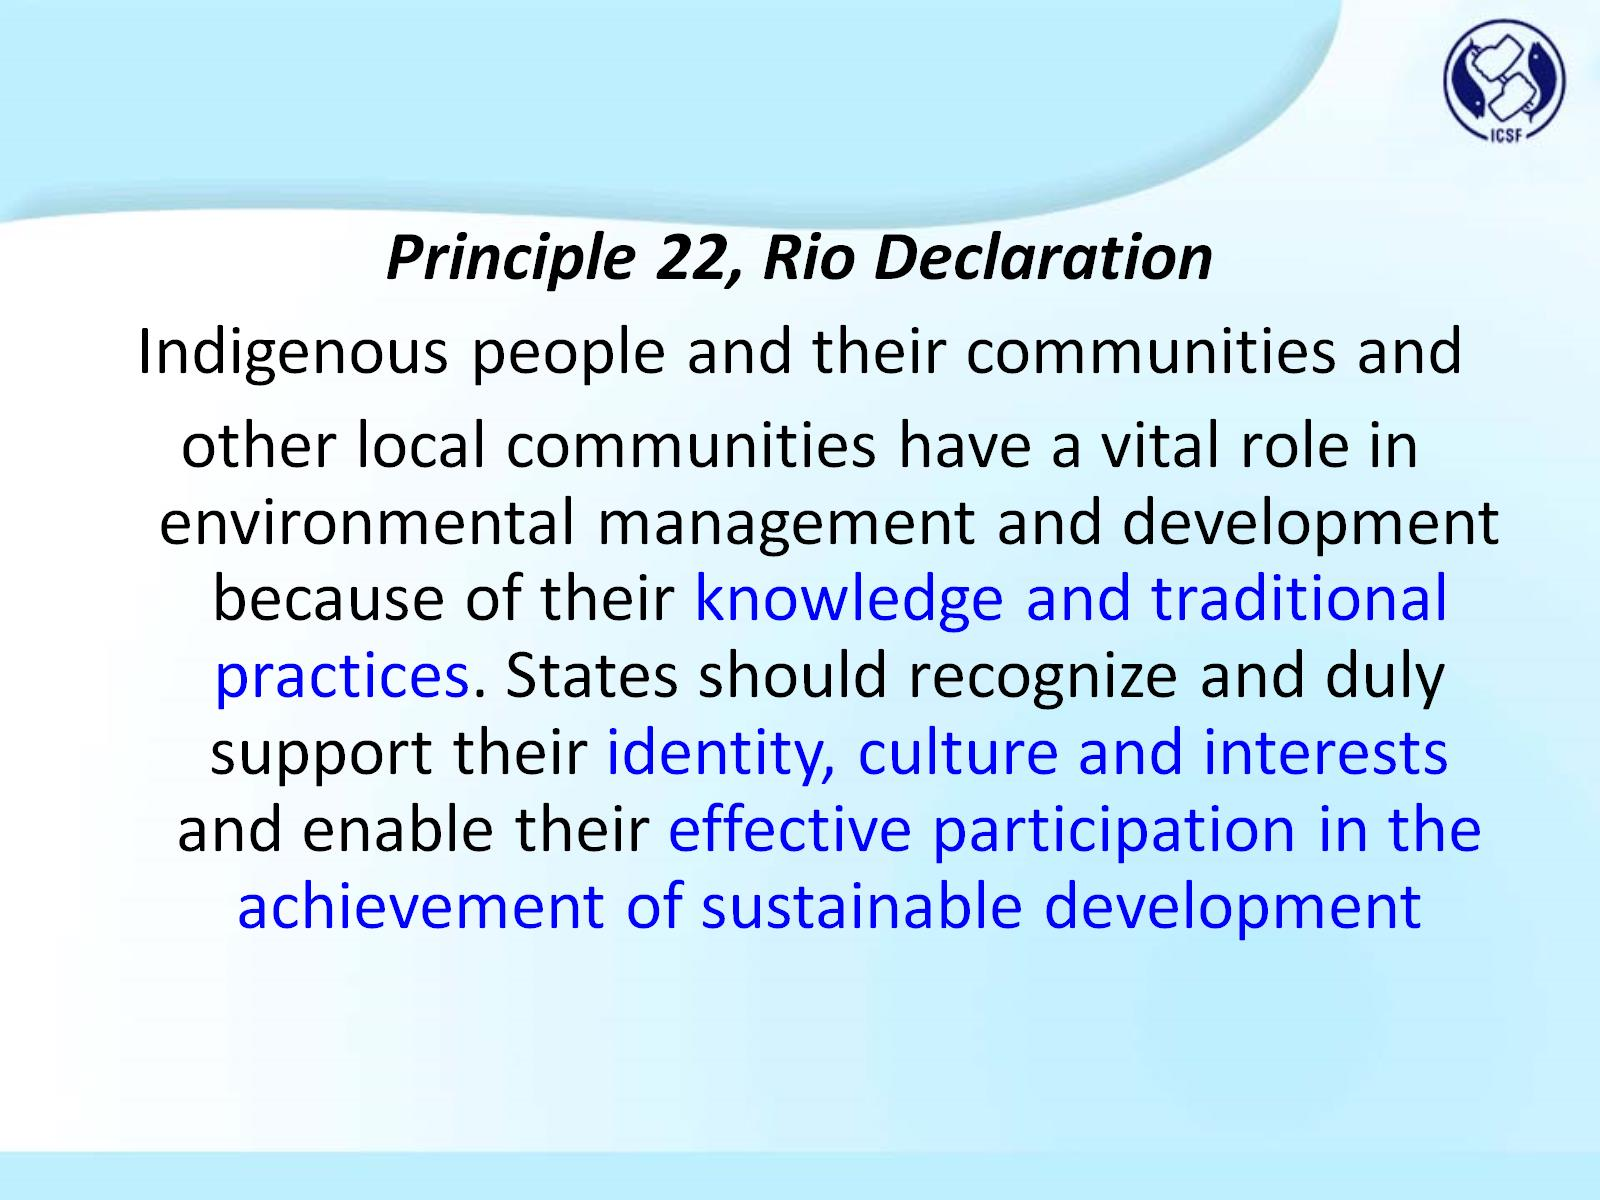 ICSF
Principle 22, Rio Declaration
Indigenous people and their communities and
other local communities have a vital role in
environmental management and development
because of their knowledge and traditional
practices. States should recognize and duly
support their identity, culture and interests
and enable their effective participation in the
achievement of sustainable development